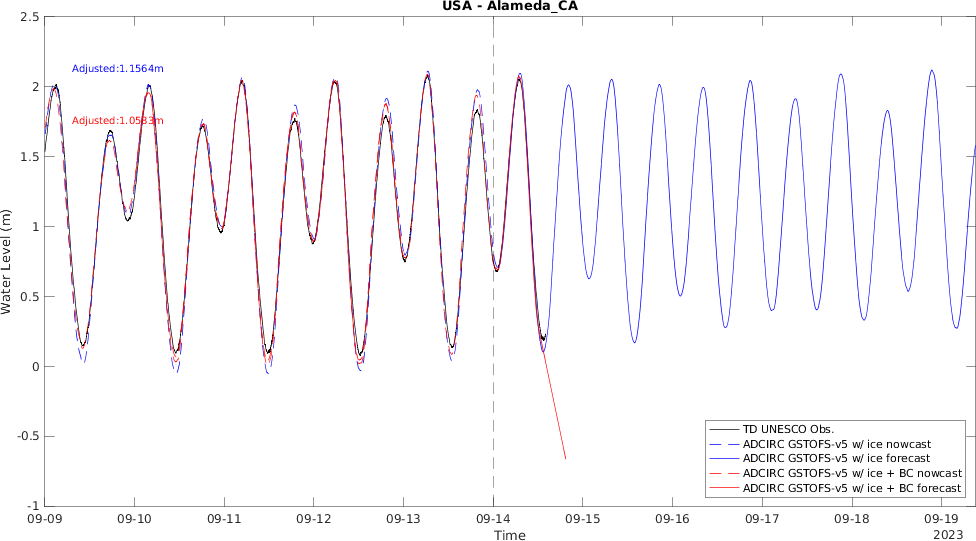 USA - Alameda_CA
2.5
2
1.5
1
0.5
0
-0.5
-1
Water Level (m)
Adjusted:1.1564m
Adjusted:1.0583m
TD UNESCO Obs.
ADCIRC GSTOFS-v5 w/ ice nowcast
ADCIRC GSTOFS-v5 w/ ice forecast
ADCIRC GSTOFS-v5 w/ ice + BC nowcast
ADCIRC GSTOFS-v5 w/ ice + BC forecast
09-09 09-10 09-11 09-12 09-13 09-14 09-15 09-16 09-17 09-18 09-19
Time
2023